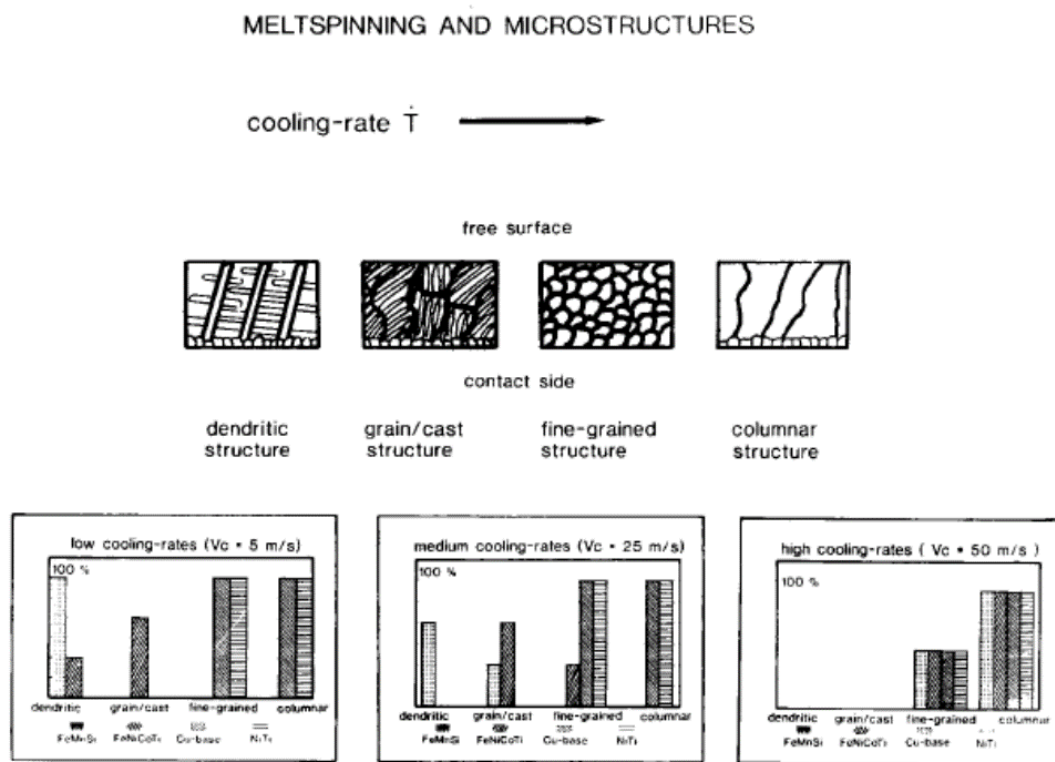 MELTSPINNING AND MICROSTRUCTURES
cooling-rate Ṫ
free surface
contact side
dendritic structure
grain/cast structure
fine-grained structure
columnar structure
low cooling-rates (Vc • 5 m/s)
100 %
dendritic grain/cast fine-grained columnar
FeMnSi FeNiCoTi Cu-base NiTi
medium cooling-rates (Vc • 25 m/s)
100 %
dendritic grain/cast fine-grained columnar
FeMnSi FeNiCoTi Cu-base NiTi
high cooling-rates ( Vc • 50 m/s )
100 %
dendritic grain/cast fine-grained columnar
FeMnSi FeNiCoTi Cu-base NiTi